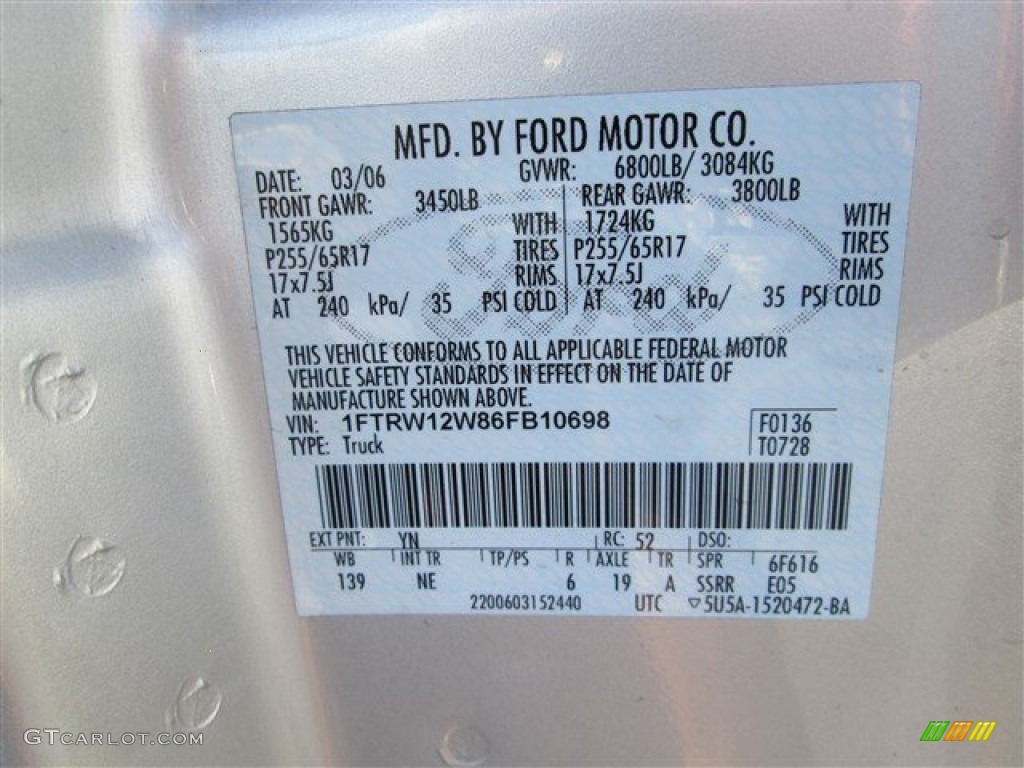 MFD. BY FORD MOTOR CO.
DATE: 03/06 GVWR: 6800LB/ 3084KG
FRONT GAWR: 3450LB REAR GAWR: 3800LB
1565KG WITH 1724KG WITH
P255/65R17 TIRES P255/65R17 TIRES
17x7.5J RIMS 17x7.5J RIMS
AT 240 kPa/ 35 PSI COLD AT 240 kPa/ 35 PSI COLD
THIS VEHICLE CONFORMS TO ALL APPLICABLE FEDERAL MOTOR
VEHICLE SAFETY STANDARDS IN EFFECT ON THE DATE OF
MANUFACTURE SHOWN ABOVE.
VIN: 1FTRW12W86FB10698 F0136
TYPE: Truck T0728
EXT PNT: YN RC: 52 DSO:
WB INT TR TP/PS R AXLE TR SPR 6F616
139 NE 6 19 A SSRR E05
2200603152440 UTC ▽5U5A-1520472-BA
GTCARLOT.COM